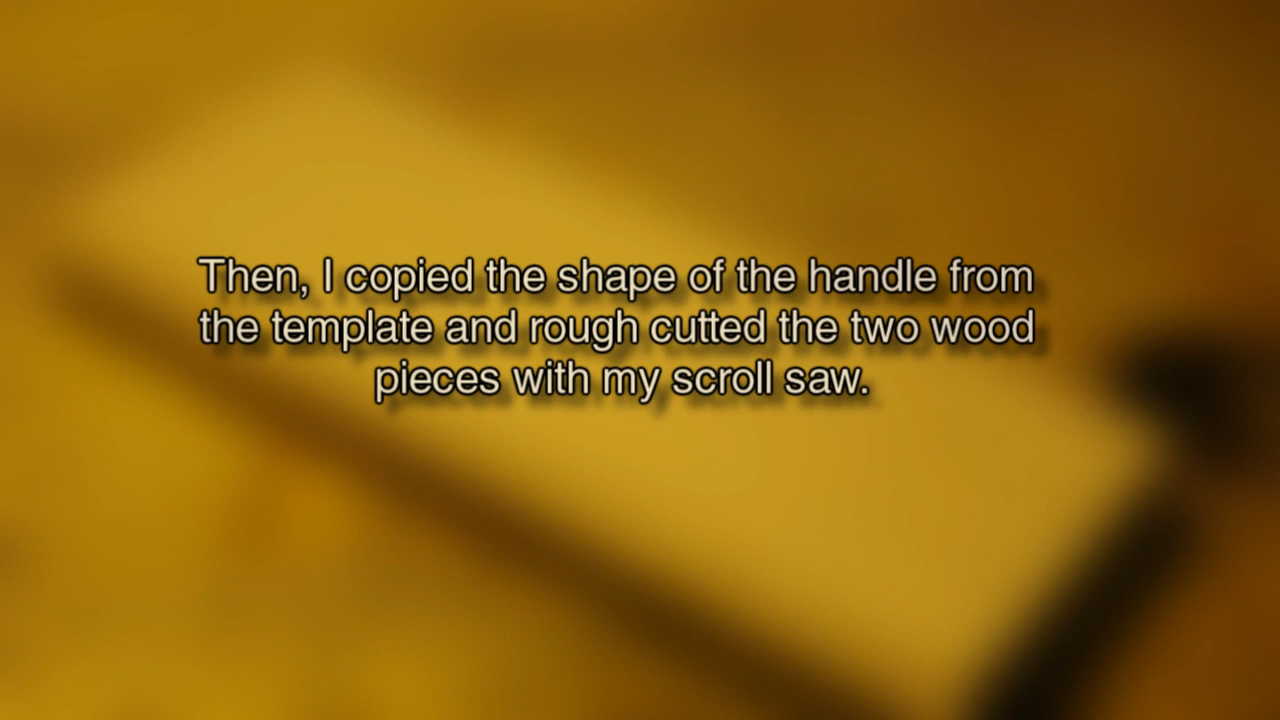 Then, I copied the shape of the handle from
the template and rough cutted the two wood
pieces with my scroll saw.